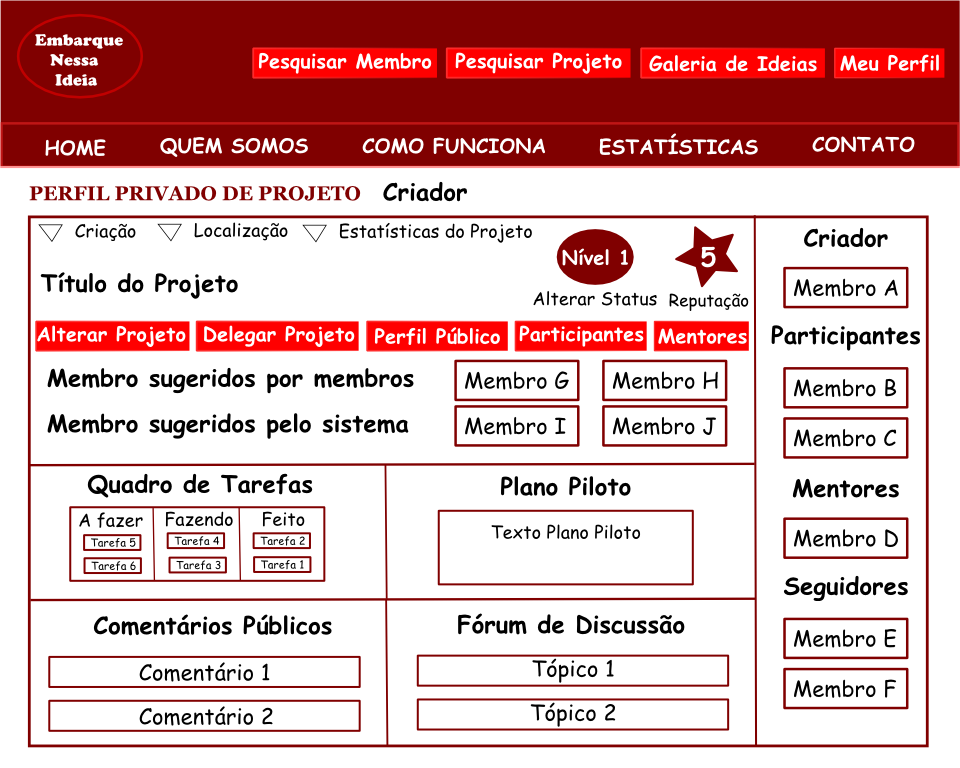 Embarque
Nessa
Ideia
Pesquisar Membro
Pesquisar Projeto
Galeria de Ideias
Meu Perfil
HOME
QUEM SOMOS
COMO FUNCIONA
ESTATÍSTICAS
CONTATO
PERFIL PRIVADO DE PROJETO Criador
Criação
Localização
Estatísticas do Projeto
Título do Projeto
Nível 1
Alterar Status
5
Reputação
Alterar Projeto
Delegar Projeto
Perfil Público
Participantes
Mentores
Membro sugeridos por membros
Membro G
Membro H
Membro sugeridos pelo sistema
Membro I
Membro J
Quadro de Tarefas
A fazer
Fazendo
Feito
Tarefa 5
Tarefa 4
Tarefa 2
Tarefa 6
Tarefa 3
Tarefa 1
Plano Piloto
Texto Plano Piloto
Comentários Públicos
Comentário 1
Comentário 2
Fórum de Discussão
Tópico 1
Tópico 2
Criador
Membro A
Participantes
Membro B
Membro C
Mentores
Membro D
Seguidores
Membro E
Membro F